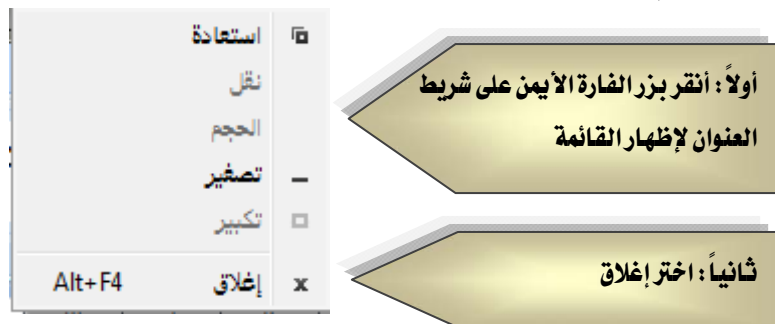 أولاً : أنقر بزر الفارة الأيمن على شريط
العنوان لإظهار القائمة
ثانياً : اختر إغلاق
استعادة
نقل
الحجم
تصغير
تكبير
إغلاق Alt+F4